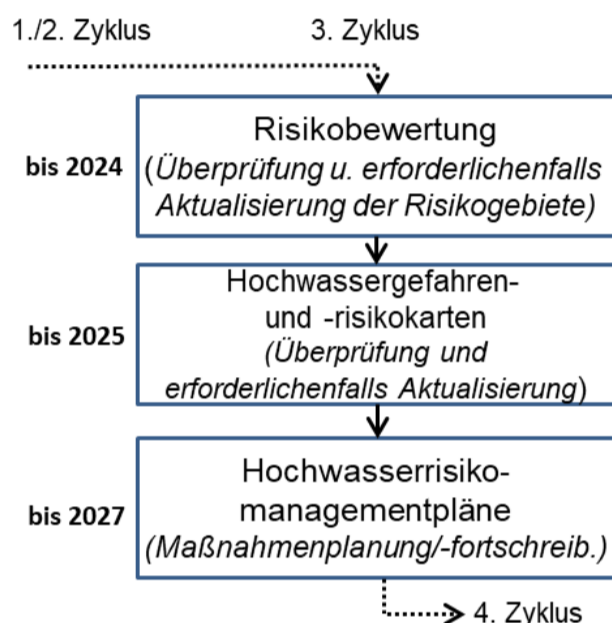 1./2. Zyklus
3. Zyklus
bis 2024
Risikobewertung
(Überprüfung u. erforderlichenfalls
Aktualisierung der Risikogebiete)
bis 2025
Hochwassergefahren-
und -risikokarten
(Überprüfung und
erforderlichenfalls Aktualisierung)
bis 2027
Hochwasserrisiko-
managementpläne
(Maßnahmenplanung/-fortschreib.)
4. Zyklus